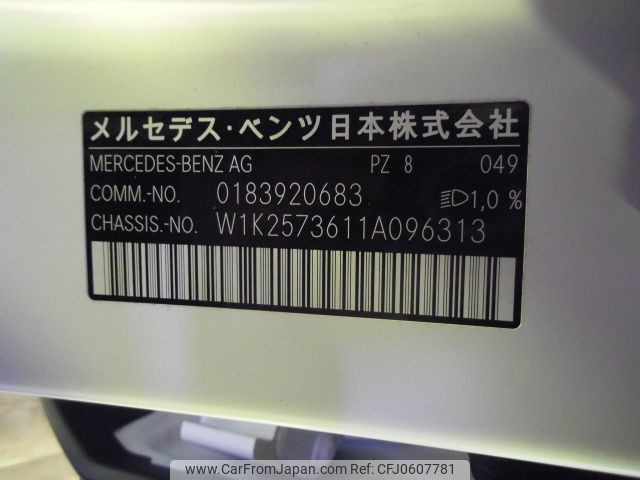 メルセデス・ベンツ日本株式会社
MERCEDES-BENZ AG PZ 8 049
COMM.-NO. 0183920683 1,0 %
CHASSIS.-NO. W1K2573611A096313
www.CarFromJapan.com | RefNo: CFJ0607781